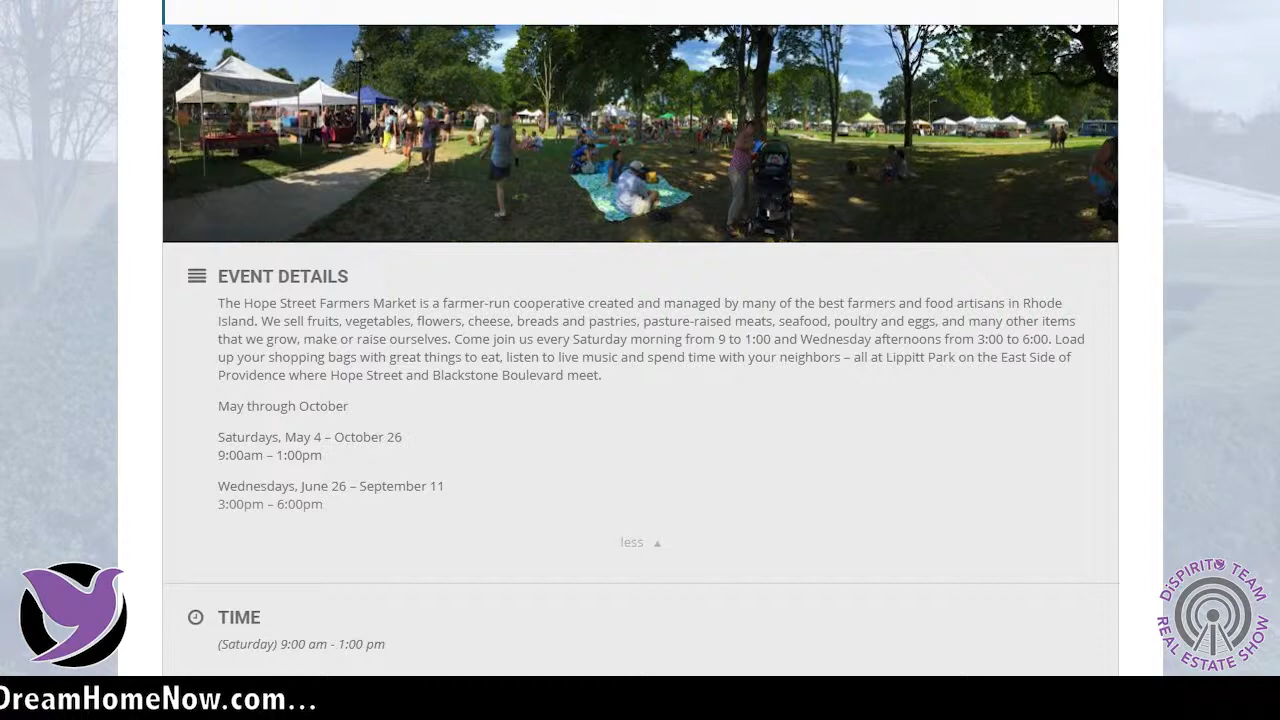 EVENT DETAILS
The Hope Street Farmers Market is a farmer-run cooperative created and managed by many of the best farmers and food artisans in Rhode
Island. We sell fruits, vegetables, flowers, cheese, breads and pastries, pasture-raised meats, seafood, poultry and eggs, and many other items
that we grow, make or raise ourselves. Come join us every Saturday morning from 9 to 1:00 and Wednesday afternoons from 3:00 to 6:00. Load
up your shopping bags with great things to eat, listen to live music and spend time with your neighbors – all at Lippitt Park on the East Side of
Providence where Hope Street and Blackstone Boulevard meet.
May through October
Saturdays, May 4 – October 26
9:00am – 1:00pm
Wednesdays, June 26 – September 11
3:00pm – 6:00pm
less ▲
TIME
(Saturday) 9:00 am - 1:00 pm
DiSPIRITO TEAM
REAL ESTATE SHOW
DreamHomeNow.com...